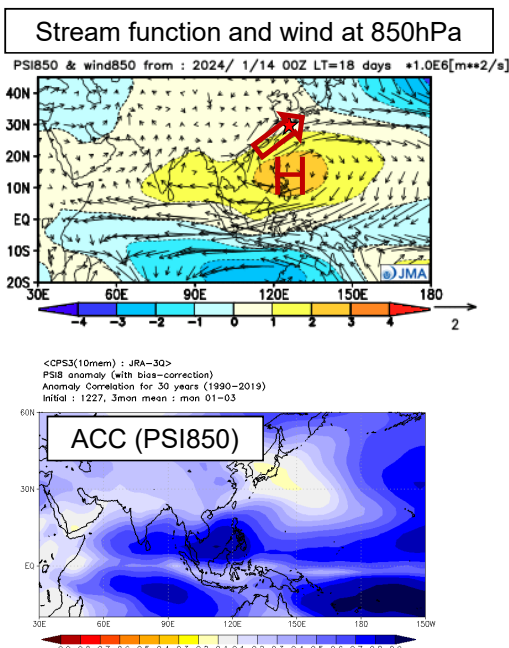 Stream function and wind at 850hPa
PSI850 & wind850 from : 2024/ 1/14 00Z LT=18 days *1.0E6[m**2/s]
40N
30N
20N
10N
EQ
10S
20S
H
JMA
30E 60E 90E 120E 150E 180
-4 -3 -2 -1 0 1 2 3 4
2
<CPS3(10mem) : JRA-3Q>
PSI8 anomaly (with bias-correction)
Anomaly Correlation for 30 years (1990-2019)
Initial : 1227, 3mon mean : mon 01-03
60N
ACC (PSI850)
30N
EQ
30E 60E 90E 120E 150E 180 150W